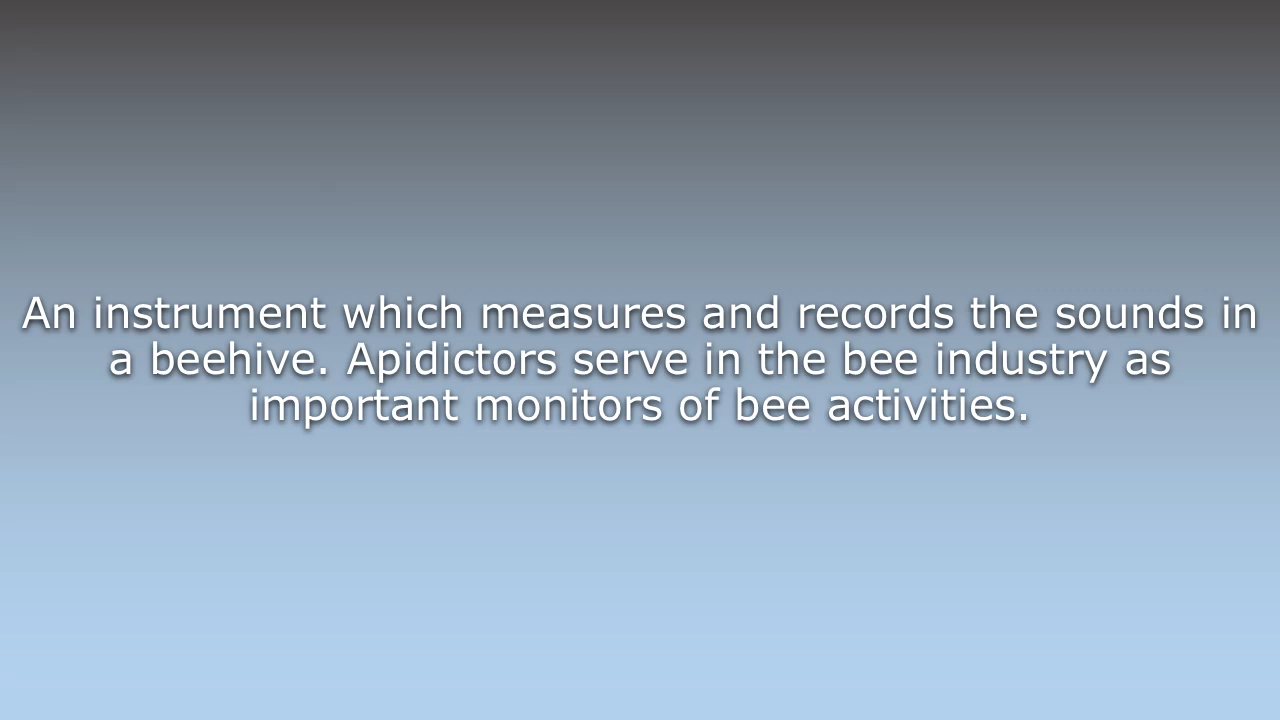 An instrument which measures and records the sounds in
a beehive. Apidictors serve in the bee industry as
important monitors of bee activities.